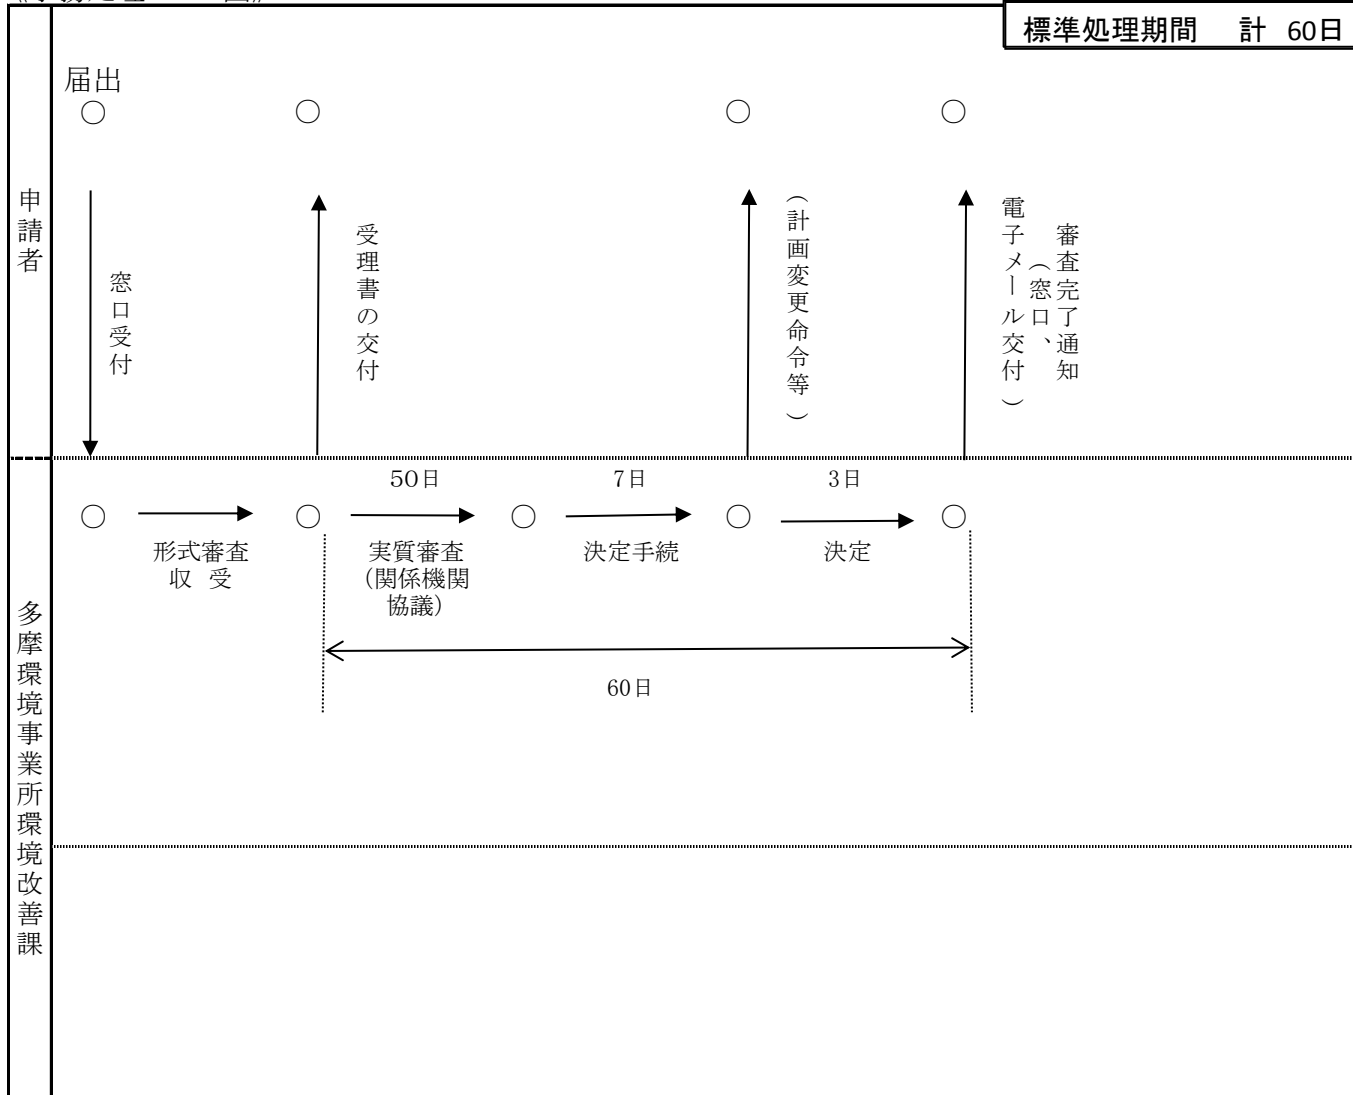 標準処理期間 計 60日
届出
申請者
窓口受付
受理書の交付
（計画変更命令等）
審査完了通知
（窓口、
電子メール交付）
50日
7日
3日
形式審査
収 受
実質審査
（関係機関
協議）
決定手続
決定
60日
多摩環境事業所環境改善課